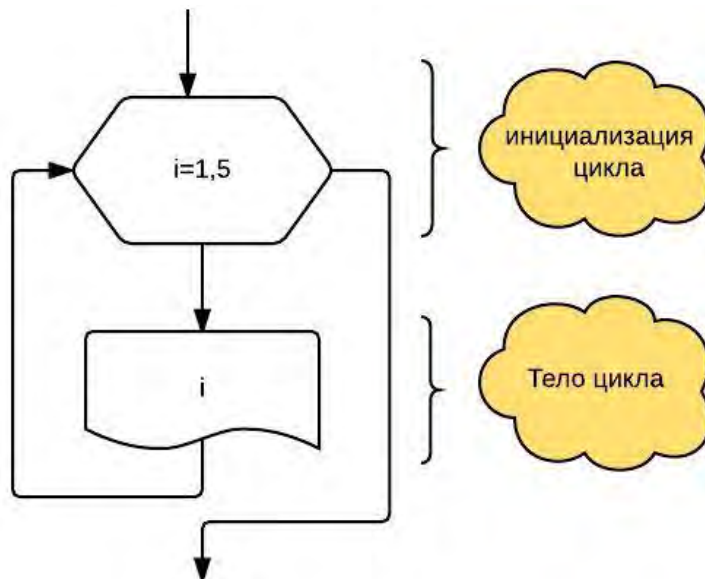 i=1,5
инициализация
цикла
i
Тело цикла